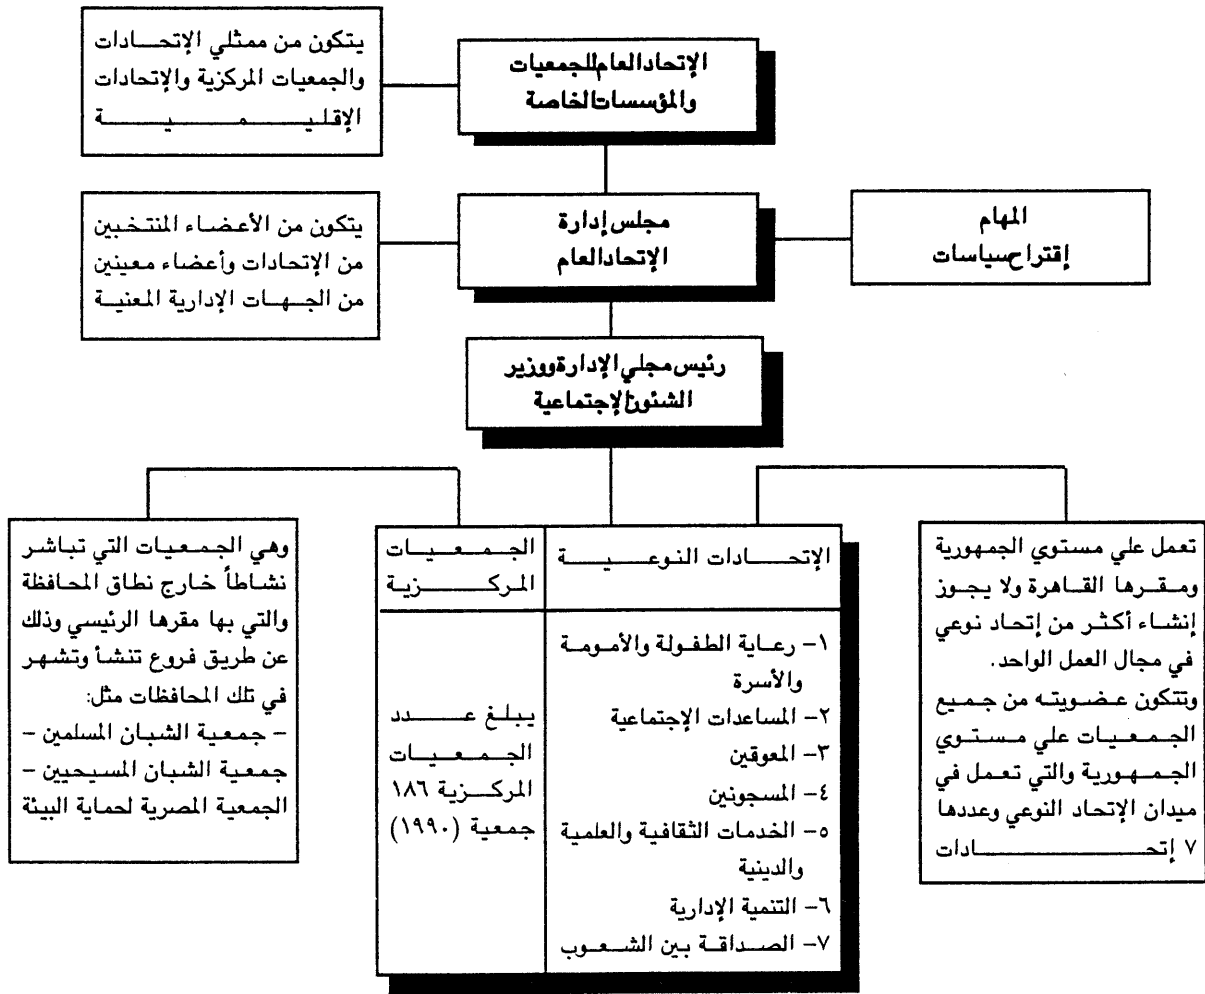 الإتحاد العام للجمعيات
والمؤسسات الخاصة
يتكون من ممثلي الإتحادات
والجمعيات المركزية والإتحادات
الإقليمية
مجلس إدارة
الإتحاد العام
المهام
إقتراح سياسات
يتكون من الأعضاء المنتخبين
من الإتحادات وأعضاء معينين
من الجهات الإدارية المعنية
رئيس مجلي الإدارة ووزير
الشئون الإجتماعية
تعمل علي مستوي الجمهورية
ومقرها القاهرة ولا يجوز
إنشاء أكثر من إتحاد نوعي
في مجال العمل الواحد.
وتتكون عضويته من جميع
الجمعيات علي مستوي
الجمهورية والتي تعمل في
ميدان الإتحاد النوعي وعددها
٧ إتحادات
الإتحادات النوعية
١- رعاية الطفولة والأمومة
والأسرة
٢- المساعدات الإجتماعية
٣- المعوقين
٤- المسجونين
٥- الخدمات الثقافية والعلمية
والدينية
٦- التنمية الإدارية
٧- الصداقة بين الشعوب
الجمعيات
المركزية
يبلغ عدد
الجمعيات
المركزية ١٨٦
جمعية (١٩٩٠)
وهي الجمعيات التي تباشر
نشاطاً خارج نطاق المحافظة
والتي بها مقرها الرئيسي وذلك
عن طريق فروع تنشأ وتشهر
في تلك المحافظات مثل:
- جمعية الشبان المسلمين -
جمعية الشبان المسيحيين -
الجمعية المصرية لحماية البيئة